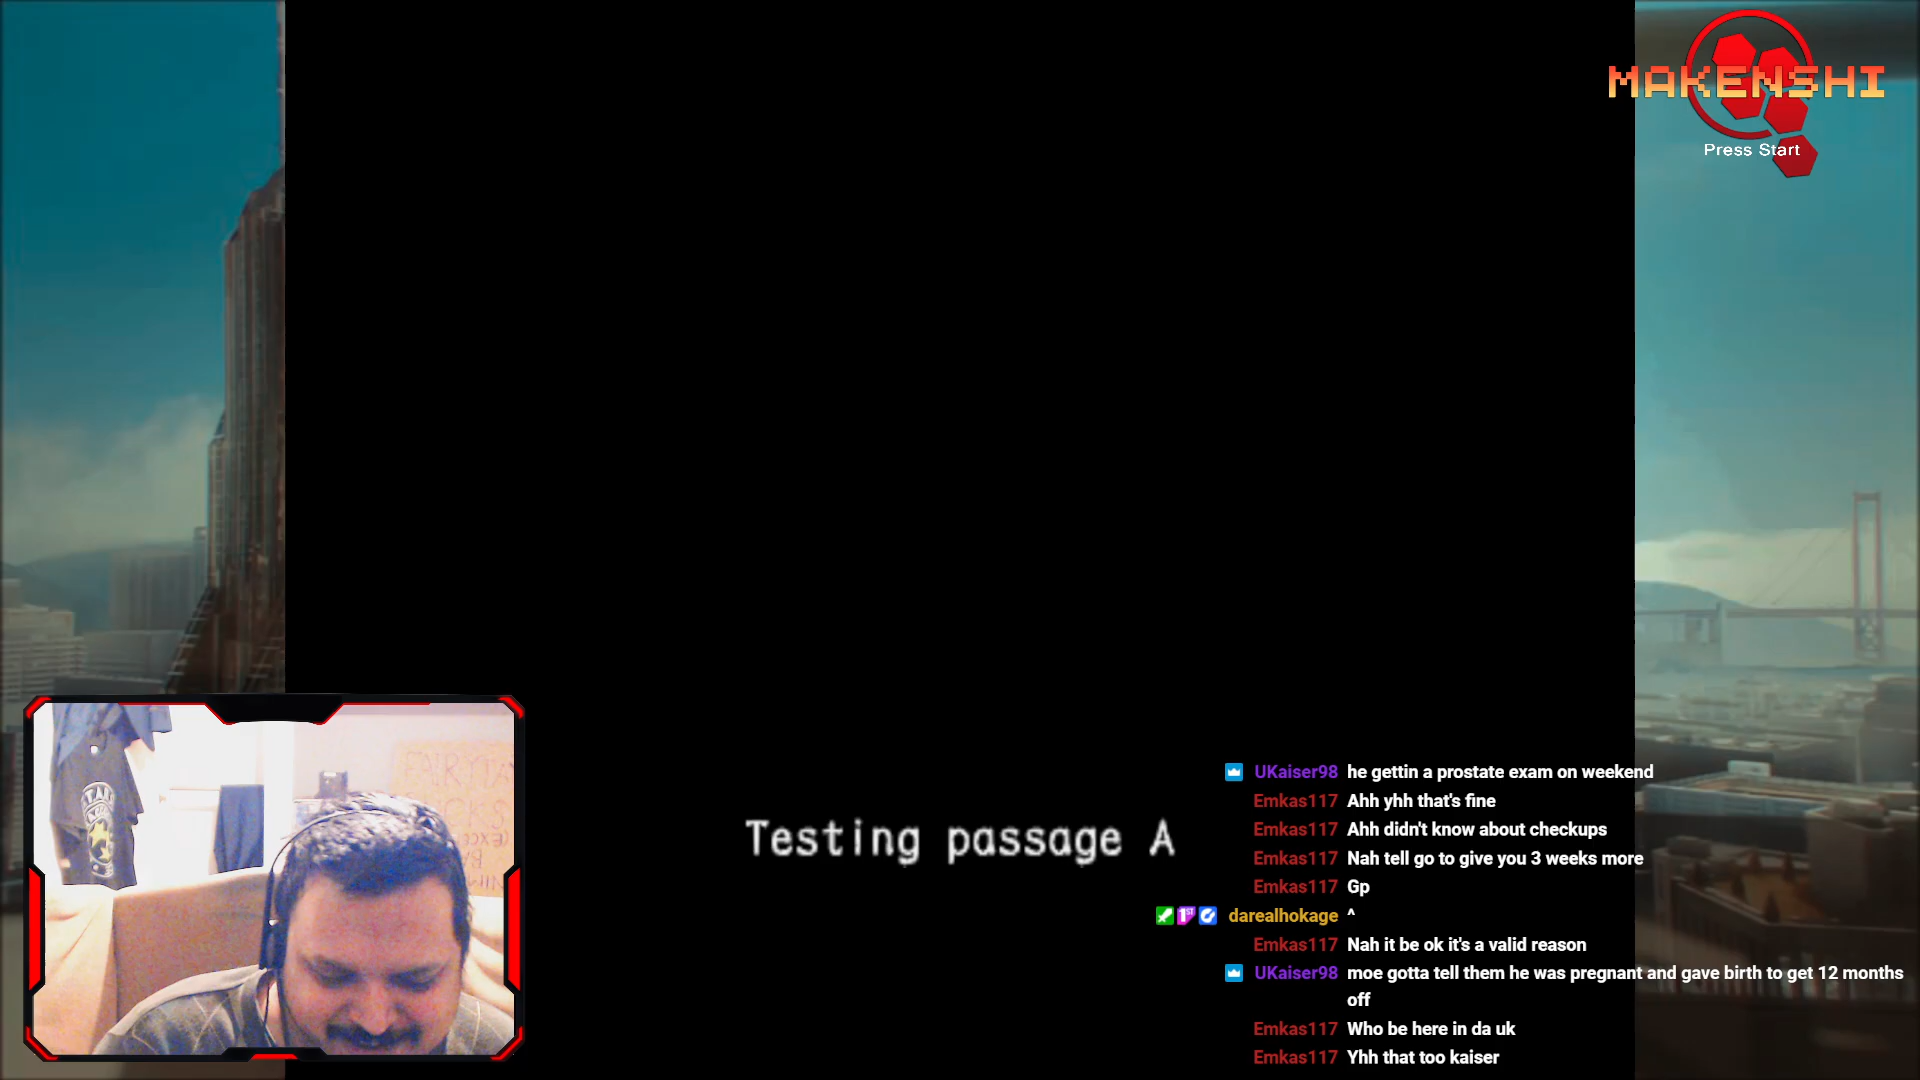 MAKENSHI
Press Start
FAIRYTA
Testing passage A
UKaiser98 he gettin a prostate exam on weekend
Emkas117 Ahh yhh that's fine
Emkas117 Ahh didn't know about checkups
Emkas117 Nah tell go to give you 3 weeks more
Emkas117 Gp
1ST darealhokage ^
Emkas117 Nah it be ok it's a valid reason
UKaiser98 moe gotta tell them he was pregnant and gave birth to get 12 months
off
Emkas117 Who be here in da uk
Emkas117 Yhh that too kaiser